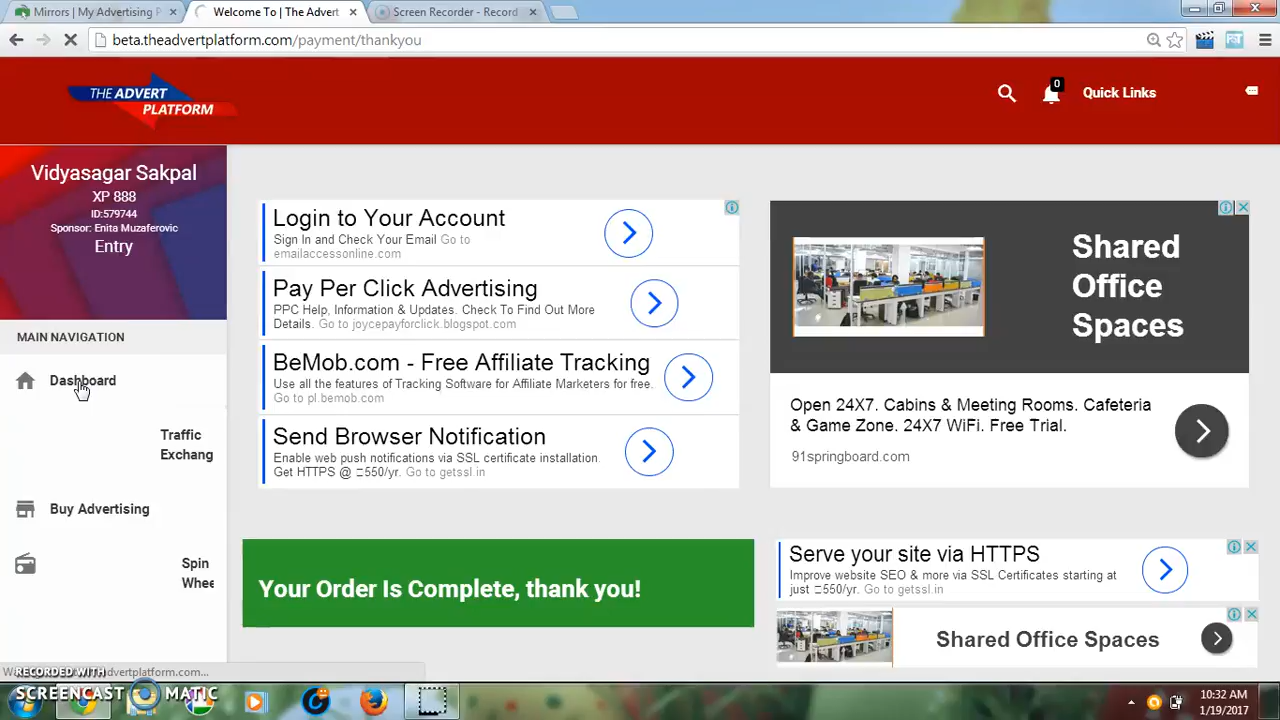 Mirrors | My Advertising P
Welcome To | The Advert
Screen Recorder - Record
beta.theadvertplatform.com/payment/thankyou
THE ADVERT
PLATFORM
0
Quick Links
Vidyasagar Sakpal
XP 888
ID:579744
Sponsor: Enita Muzaferovic
Entry
MAIN NAVIGATION
Dashboard
Traffic
Exchang
Buy Advertising
Spin
Whee
Login to Your Account
Sign In and Check Your Email Go to
emailaccessonline.com
Pay Per Click Advertising
PPC Help, Information & Updates. Check To Find Out More
Details. Go to joycepayforclick.blogspot.com
BeMob.com - Free Affiliate Tracking
Use all the features of Tracking Software for Affiliate Marketers for free.
Go to pl.bemob.com
Send Browser Notification
Enable web push notifications via SSL certificate installation.
Get HTTPS @ □550/yr. Go to getssl.in
Shared
Office
Spaces
Open 24X7. Cabins & Meeting Rooms. Cafeteria
& Game Zone. 24X7 WiFi. Free Trial.
91springboard.com
Your Order Is Complete, thank you!
Serve your site via HTTPS
Improve website SEO & more via SSL Certificates starting at
just □550/yr. Go to getssl.in
Shared Office Spaces
advertplatform.com...
RECORDED WITH
SCREENCAST MATIC
10:32 AM
1/19/2017